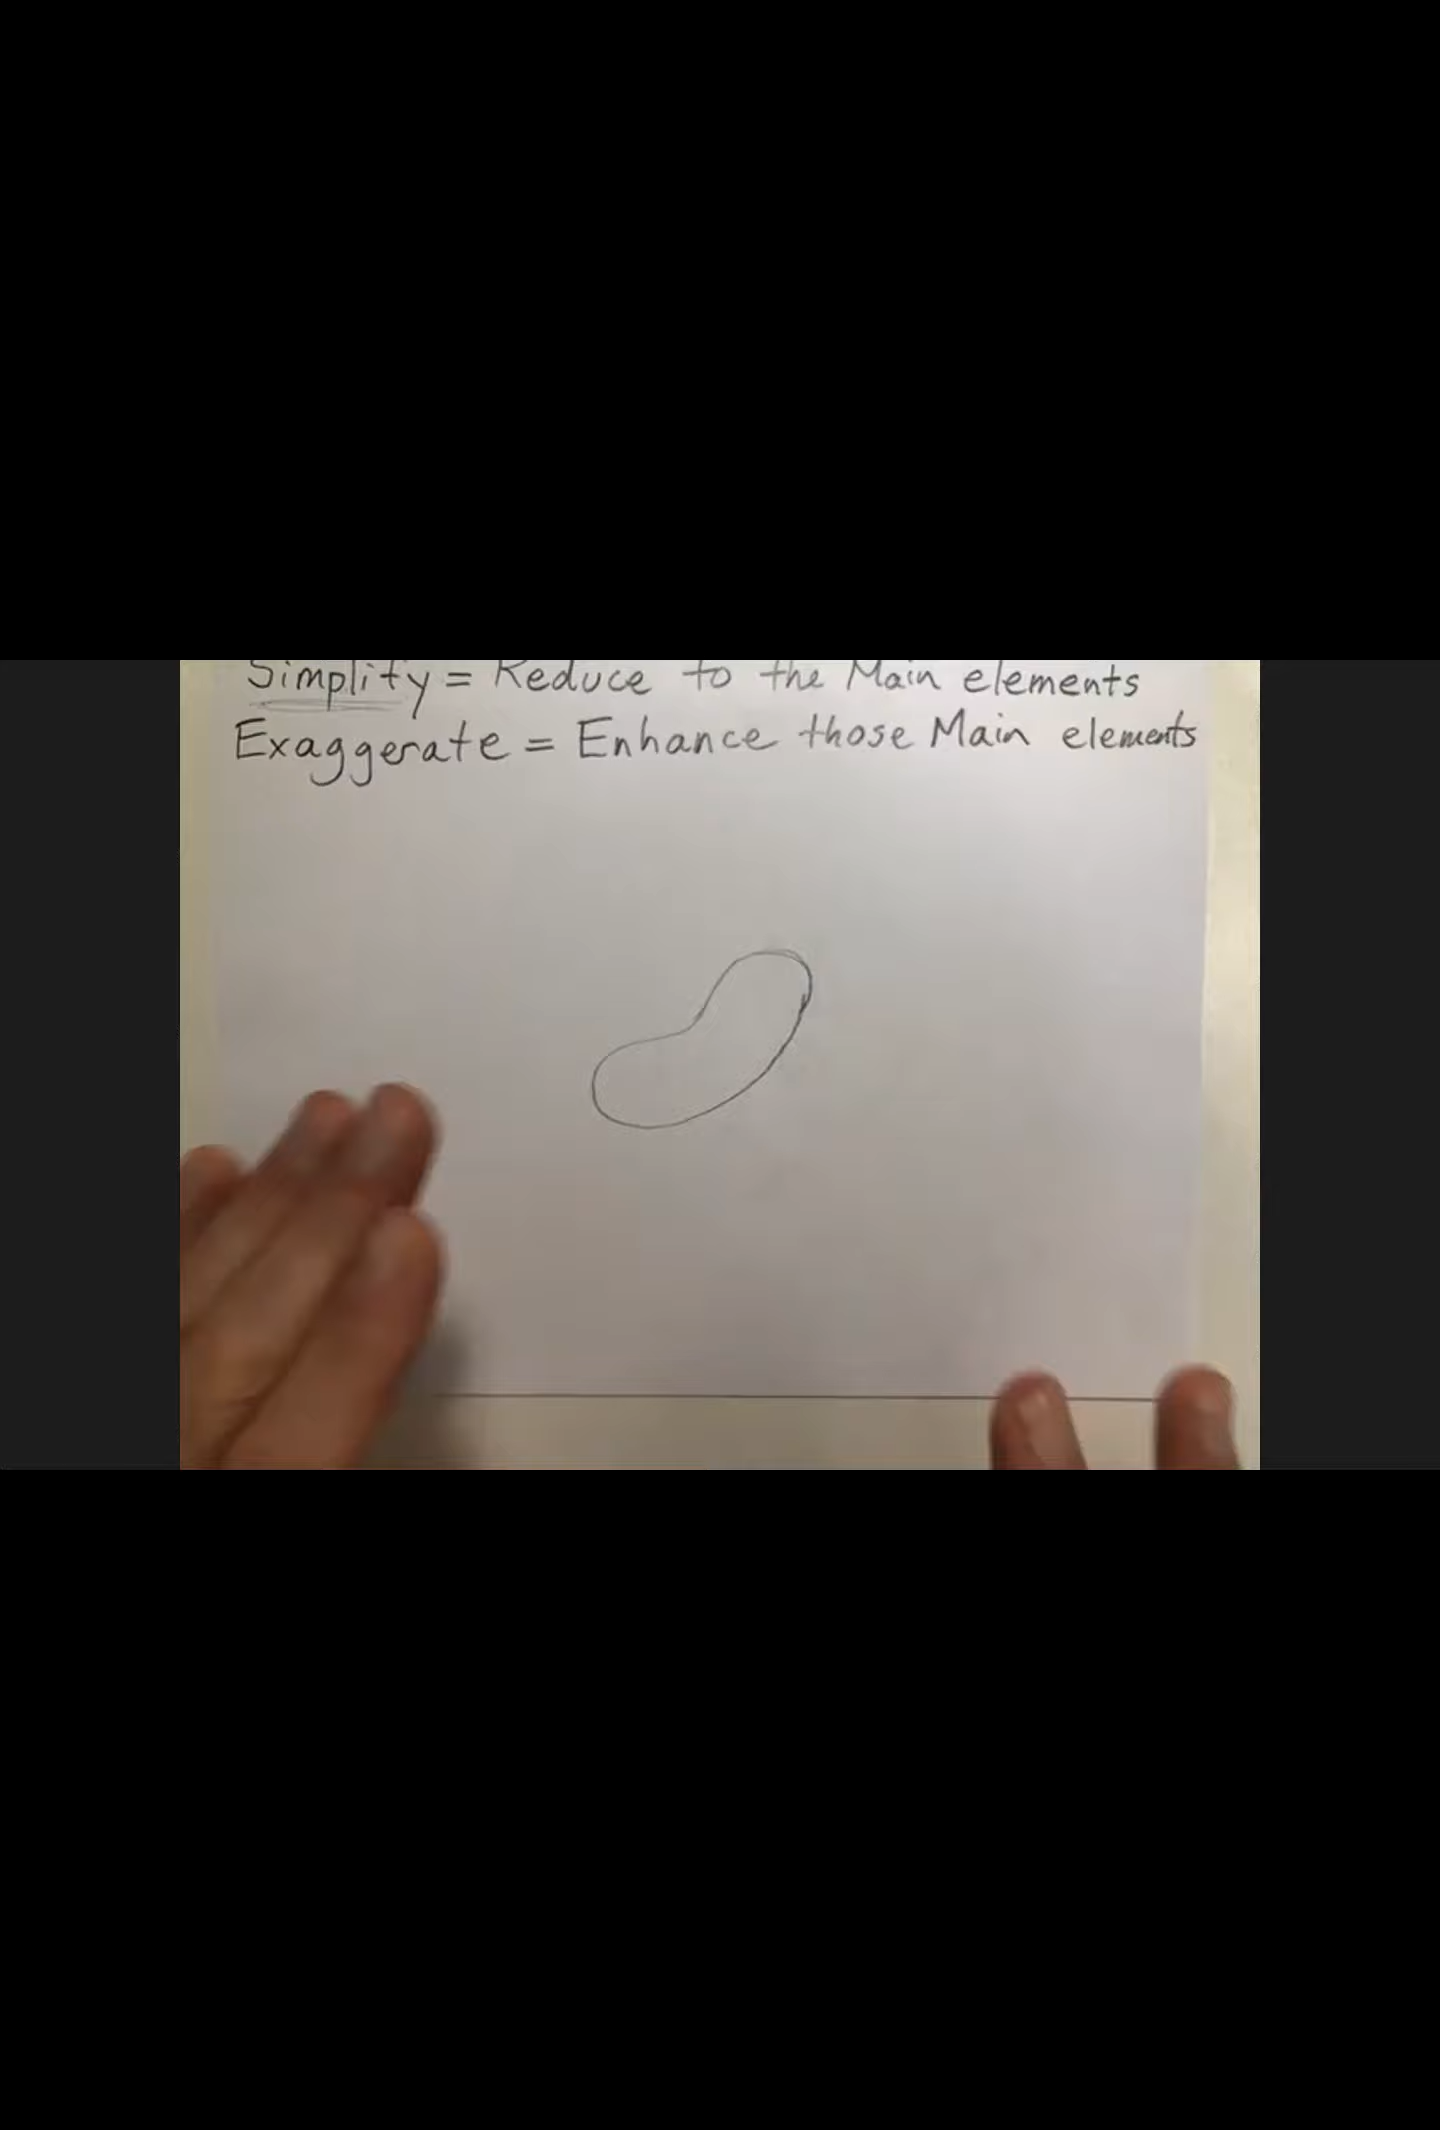 Simplify = Reduce to the Main elements
Exaggerate = Enhance those Main elements